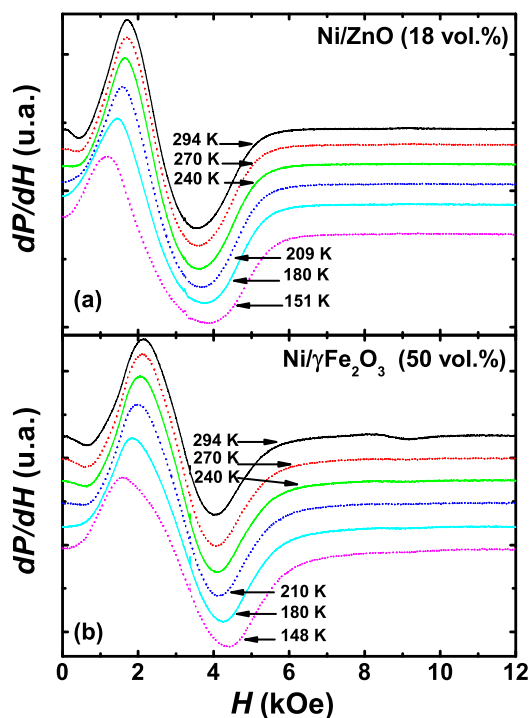 Ni/ZnO (18 vol.%)
dP/dH (u.a.)
294 K
270 K
240 K
209 K
180 K
151 K
(a)
Ni/γFe₂O₃ (50 vol.%)
dP/dH (u.a.)
294 K
270 K
240 K
210 K
180 K
148 K
(b)
0 2 4 6 8 10 12
H (kOe)